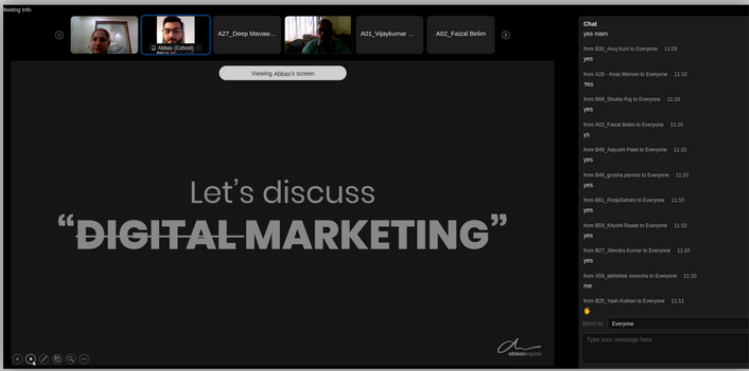 Meeting Info
Abbas (Cohost)
A27_Deep Mavaw...
A01_Vijaykumar ...
A02_Faizal Belim
Viewing Abbas's screen
Let's discuss
“DIGITAL MARKETING”
Chat
yes mam
from B30_Anuj Kudi to Everyone 11:09
yes
from A28 - Anas Memon to Everyone 11:10
Yes
from B60_Shukla Raj to Everyone 11:10
yes
from A02_Faizal Belim to Everyone 11:10
ys
from B48_Aayushi Patel to Everyone 11:10
yes
from B46_grusha parmar to Everyone 11:10
yes
from B61_PoojaSahani to Everyone 11:10
yes
from B59_Khushi Rawat to Everyone 11:10
yes
from B27_Jitendra Kumar to Everyone 11:10
yes
from A59_abhishek sonecha to Everyone 11:10
me
from B25_Yash Kothari to Everyone 11:11
Send to: Everyone
Type your message here